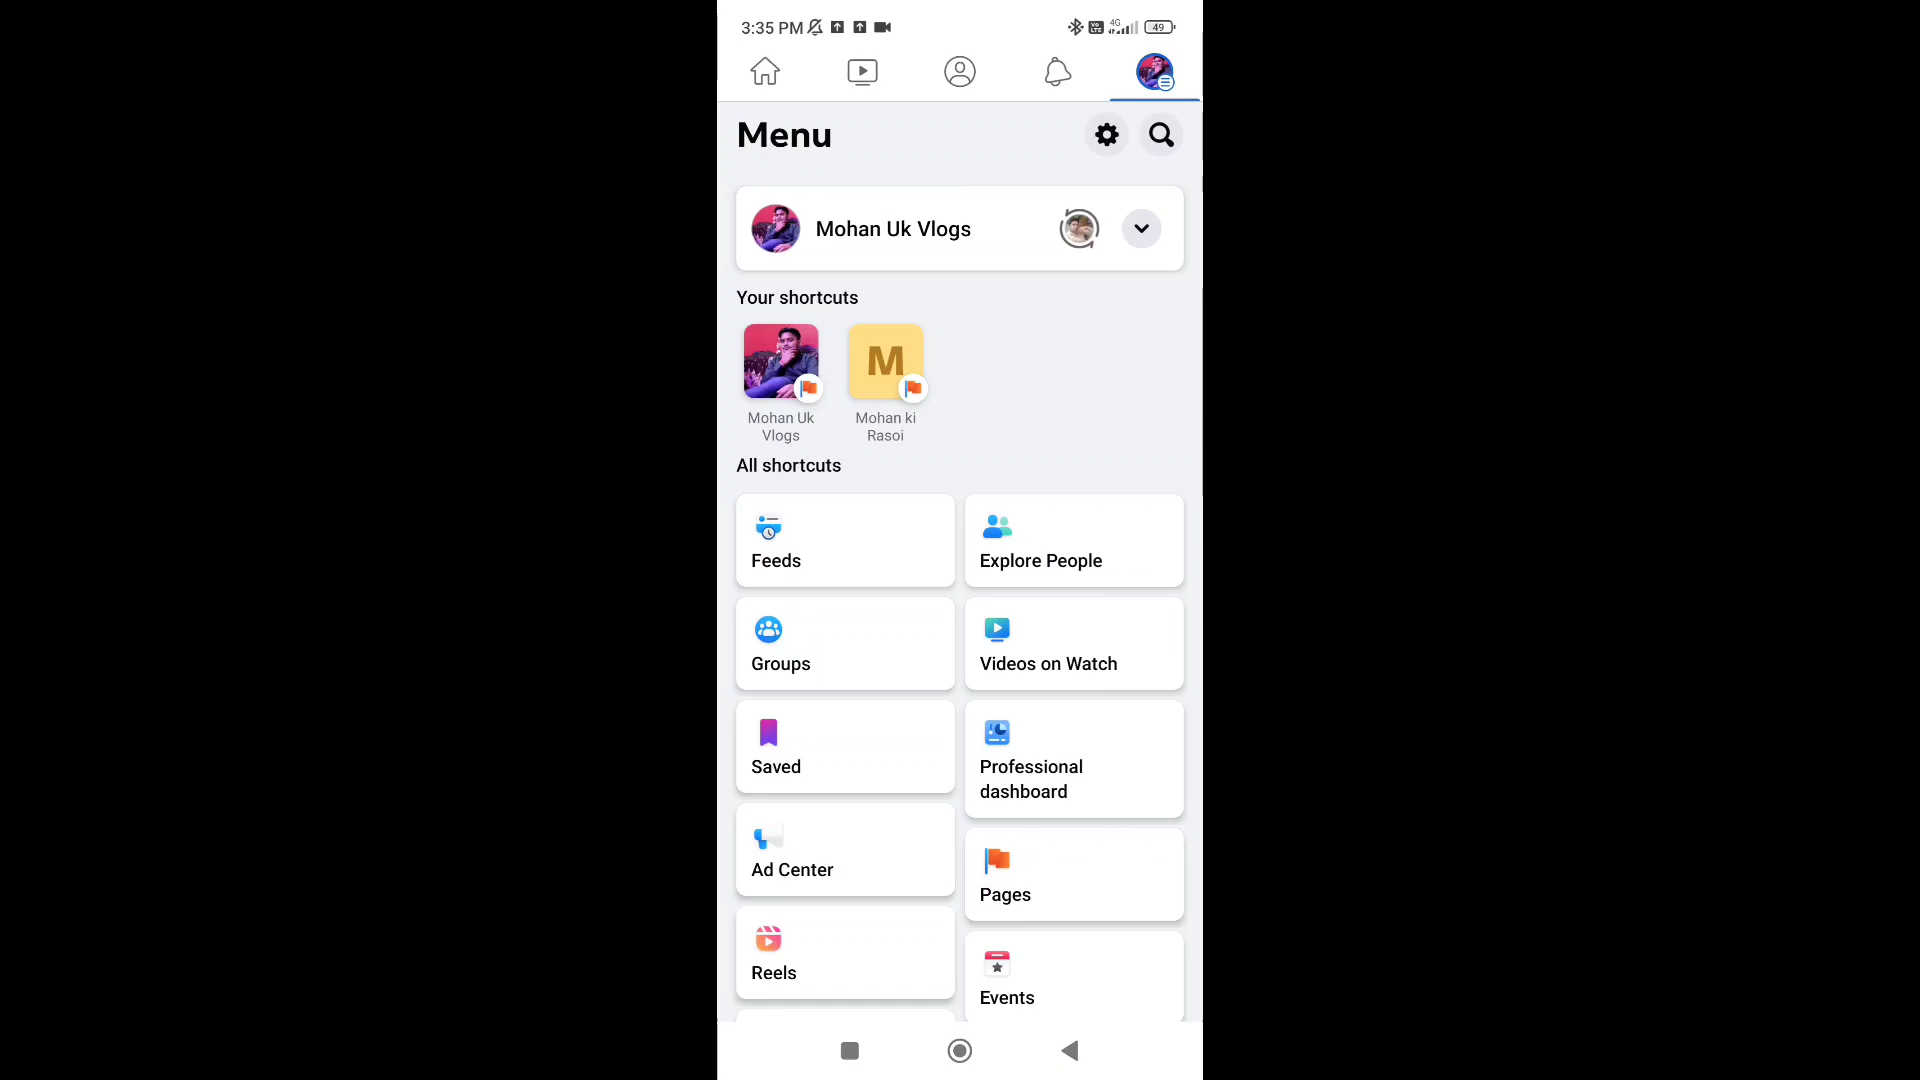 3:35 PM
4G
49
Menu
Mohan Uk Vlogs
Your shortcuts
M
Mohan Uk
Vlogs
Mohan ki
Rasoi
All shortcuts
Feeds
Explore People
Groups
Videos on Watch
Saved
Professional
dashboard
Ad Center
Pages
Reels
Events